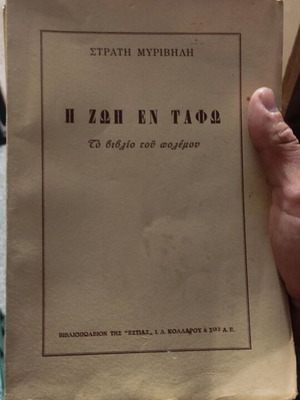 ΣΤΡΑΤΗ ΜΥΡΙΒΗΛΗ
Η ΖΩΗ ΕΝ ΤΑΦΩ
Τὸ βιβλίο τοῦ πολέμου
ΒΙΒΛΙΟΠΩΛΕΙΟΝ ΤΗΣ "ΕΣΤΙΑΣ„ Ι. Δ. ΚΟΛΛΑΡΟΥ & ΣΙΑΣ Α. Ε.